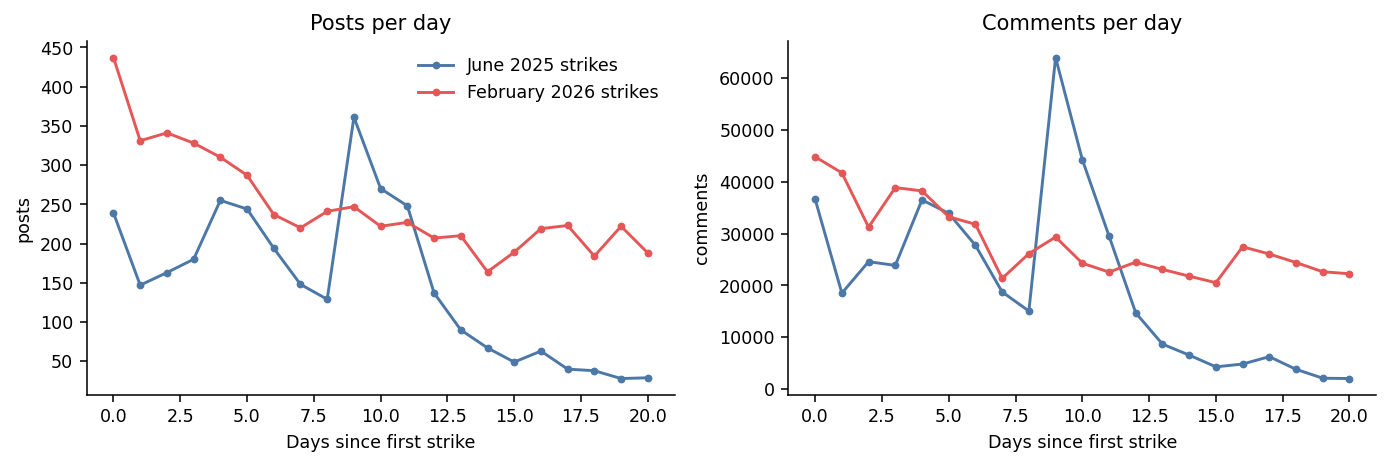 Posts per day
450
400
350
300
250
200
150
100
50
posts
June 2025 strikes
February 2026 strikes
0.0 2.5 5.0 7.5 10.0 12.5 15.0 17.5 20.0
Days since first strike
Comments per day
60000
50000
40000
30000
20000
10000
0
comments
0.0 2.5 5.0 7.5 10.0 12.5 15.0 17.5 20.0
Days since first strike